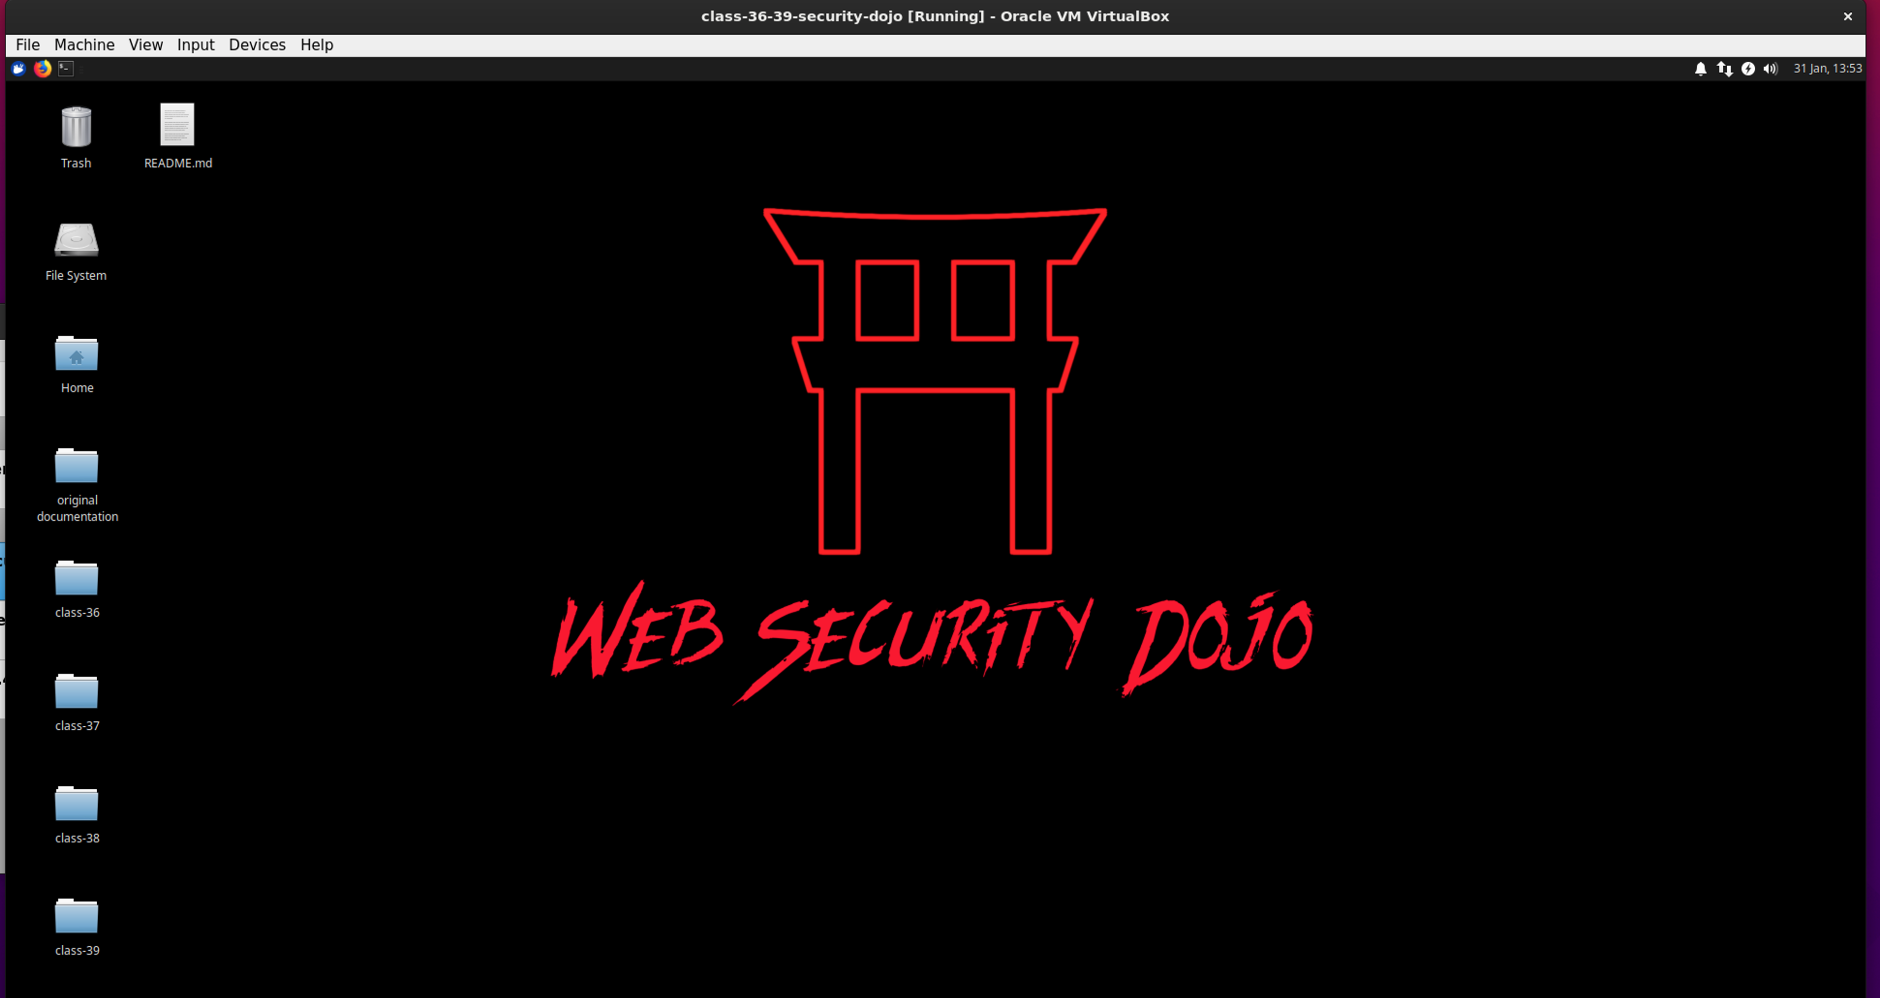 class-36-39-security-dojo [Running] - Oracle VM VirtualBox
File Machine View Input Devices Help
31 Jan, 13:53
Trash
README.md
File System
Home
original
documentation
class-36
class-37
class-38
class-39
WEB SECURITY DOJO